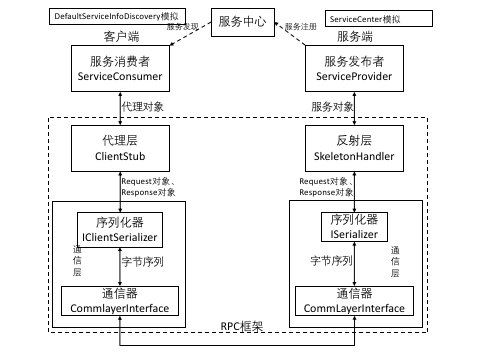 DefaultServiceInfoDiscovery模拟
服务中心
ServiceCenter模拟
服务发现
服务注册
客户端
服务端
服务消费者
ServiceConsumer
服务发布者
ServiceProvider
代理对象
服务对象
代理层
ClientStub
反射层
SkeletonHandler
Request对象、
Response对象
Request对象、
Response对象
序列化器
IClientSerializer
序列化器
ISerializer
通
信
层
字节序列
字节序列
通
信
层
通信器
CommlayerInterface
通信器
CommLayerInterface
RPC框架